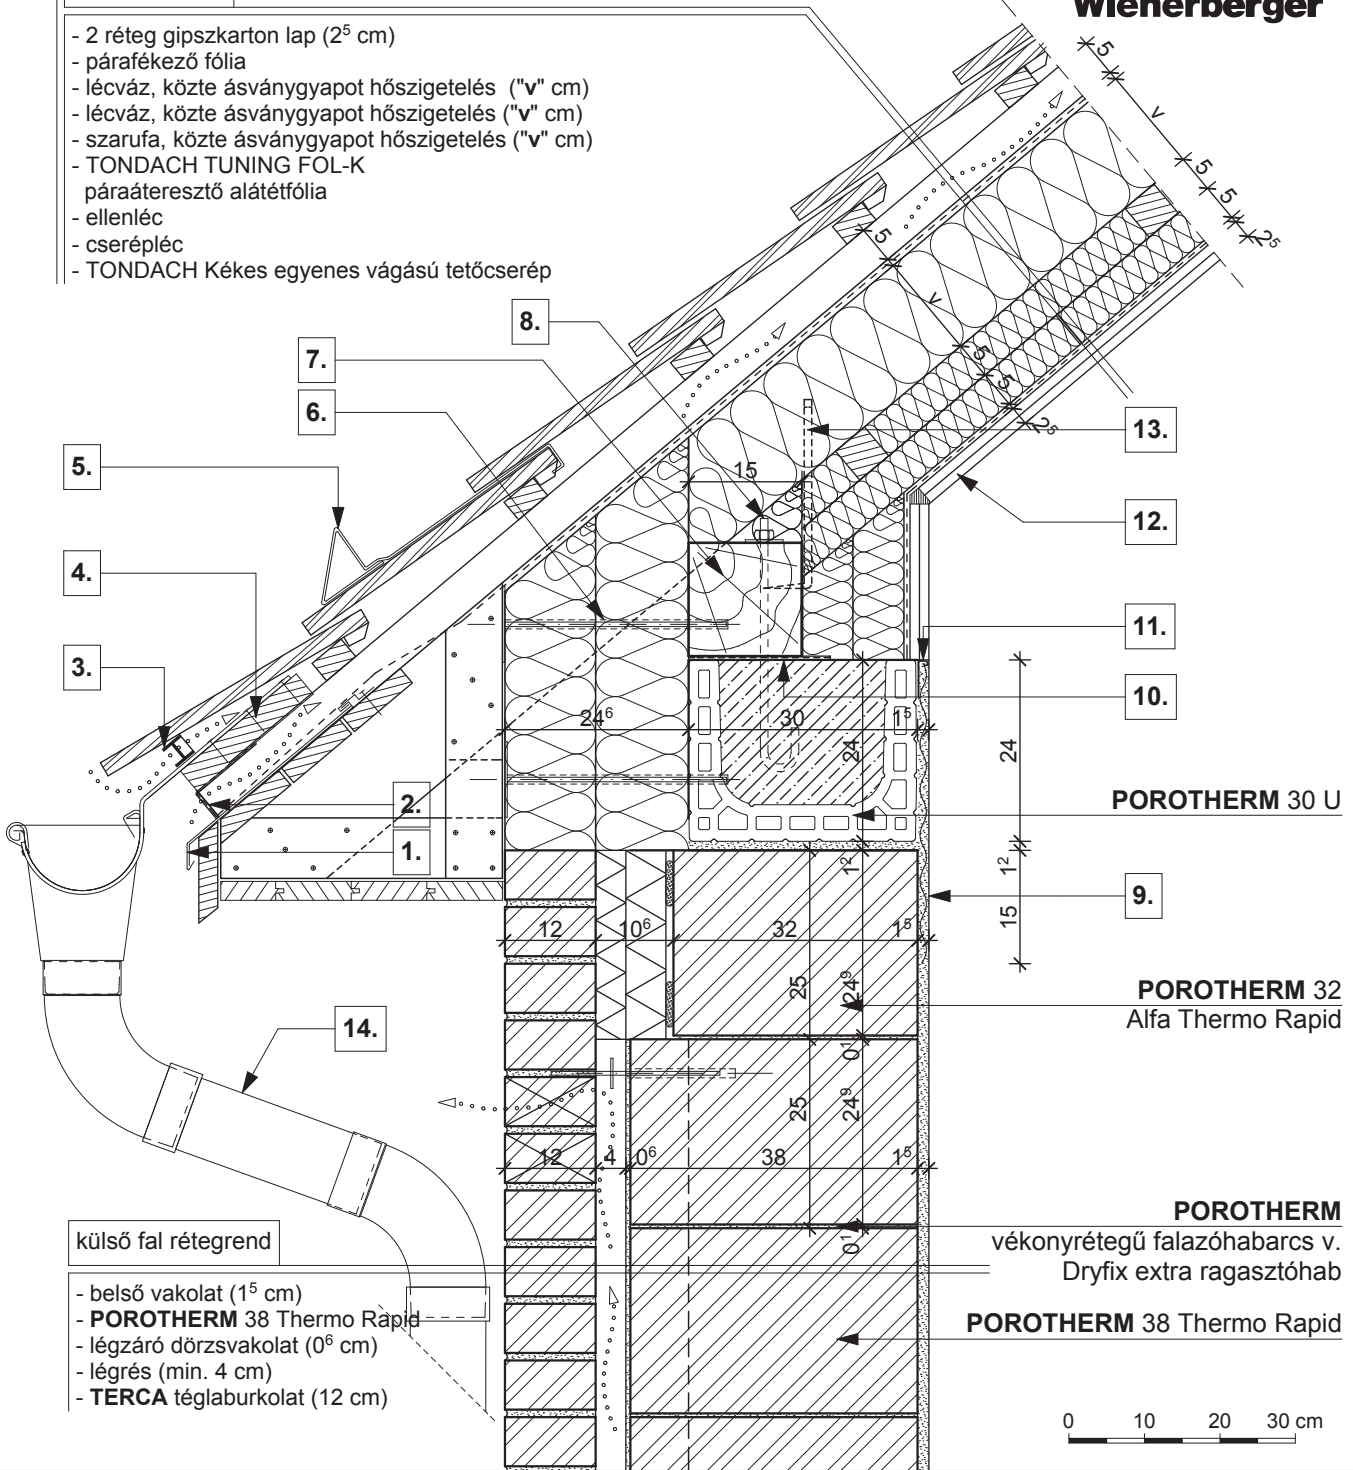 Wienerberger
- 2 réteg gipszkarton lap (2⁵ cm)
- párafékező fólia
- lécváz, közte ásványgyapot hőszigetelés ("v" cm)
- lécváz, közte ásványgyapot hőszigetelés ("v" cm)
- szarufa, közte ásványgyapot hőszigetelés ("v" cm)
- TONDACH TUNING FOL-K
páraáteresztő alátétfólia
- ellenléc
- cserépléc
- TONDACH Kékes egyenes vágású tetőcserép
5
v
5
5
2⁵
5
v
5
5
2⁵
8.
7.
6.
5.
4.
3.
2.
1.
13.
12.
11.
10.
9.
14.
15
24⁶
30
1⁵
24
24
1²
1²
15
POROTHERM 30 U
12
10⁶
32
1⁵
25
24⁹
POROTHERM 32
Alfa Thermo Rapid
0¹
25
24⁹
12
4
0⁶
38
1⁵
0¹
POROTHERM
vékonyrétegű falazóhabarcs v.
Dryfix extra ragasztóhab
POROTHERM 38 Thermo Rapid
külső fal rétegrend
- belső vakolat (1⁵ cm)
- POROTHERM 38 Thermo Rapid
- légzáró dörzsvakolat (0⁶ cm)
- légrés (min. 4 cm)
- TERCA téglaburkolat (12 cm)
0 10 20 30 cm